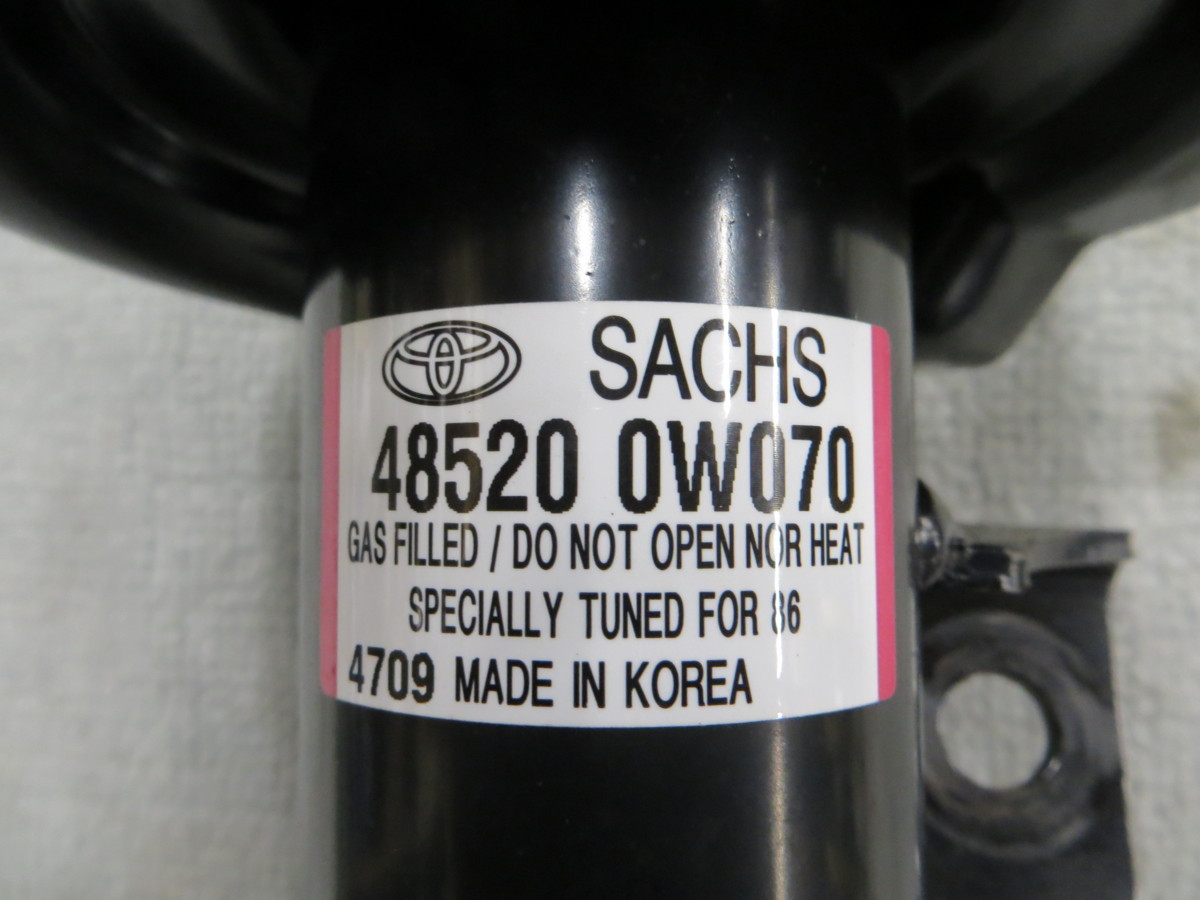 SACHS
48520 0W070
GAS FILLED / DO NOT OPEN NOR HEAT
SPECIALLY TUNED FOR 86
4709 MADE IN KOREA